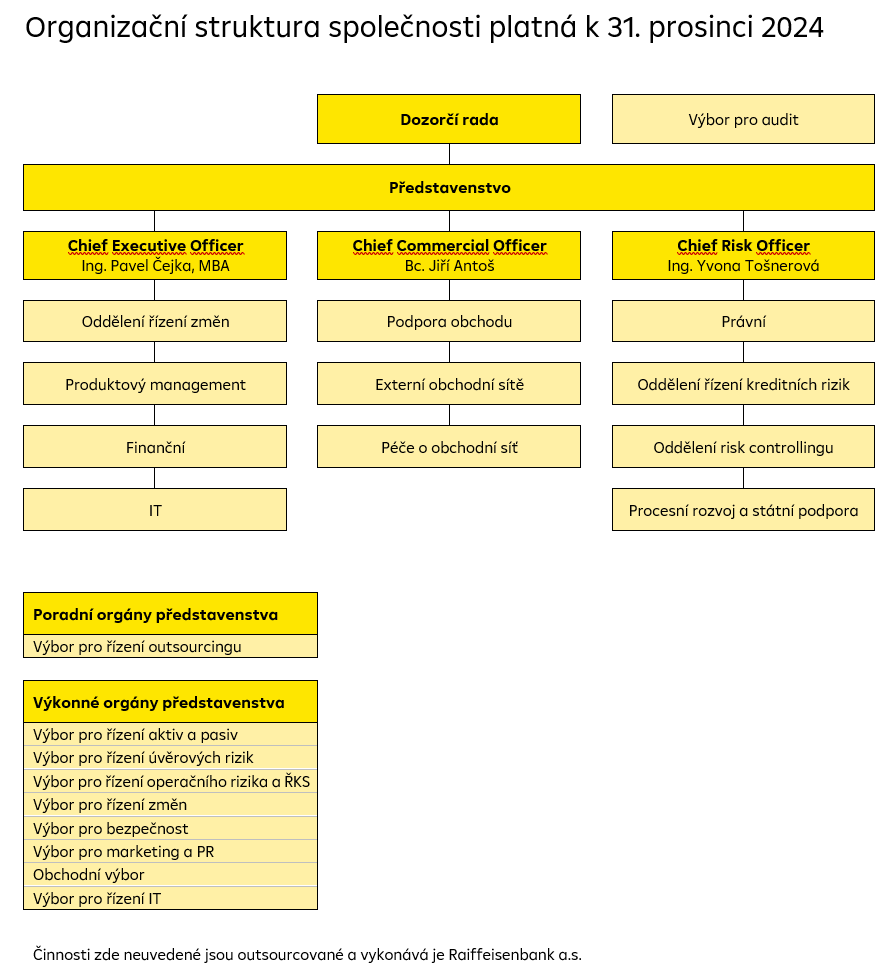 Organizační struktura společnosti platná k 31. prosinci 2024
Dozorčí rada
Výbor pro audit
Představenstvo
Chief Executive Officer
Ing. Pavel Čejka, MBA
Chief Commercial Officer
Bc. Jiří Antoš
Chief Risk Officer
Ing. Yvona Tošnerová
Oddělení řízení změn
Podpora obchodu
Právní
Produktový management
Externí obchodní sítě
Oddělení řízení kreditních rizik
Finanční
Péče o obchodní síť
Oddělení risk controllingu
IT
Procesní rozvoj a státní podpora
Poradní orgány představenstva
Výbor pro řízení outsourcingu
Výkonné orgány představenstva
Výbor pro řízení aktiv a pasiv
Výbor pro řízení úvěrových rizik
Výbor pro řízení operačního rizika a ŘKS
Výbor pro řízení změn
Výbor pro bezpečnost
Výbor pro marketing a PR
Obchodní výbor
Výbor pro řízení IT
Činnosti zde neuvedené jsou outsourcované a vykonává je Raiffeisenbank a.s.